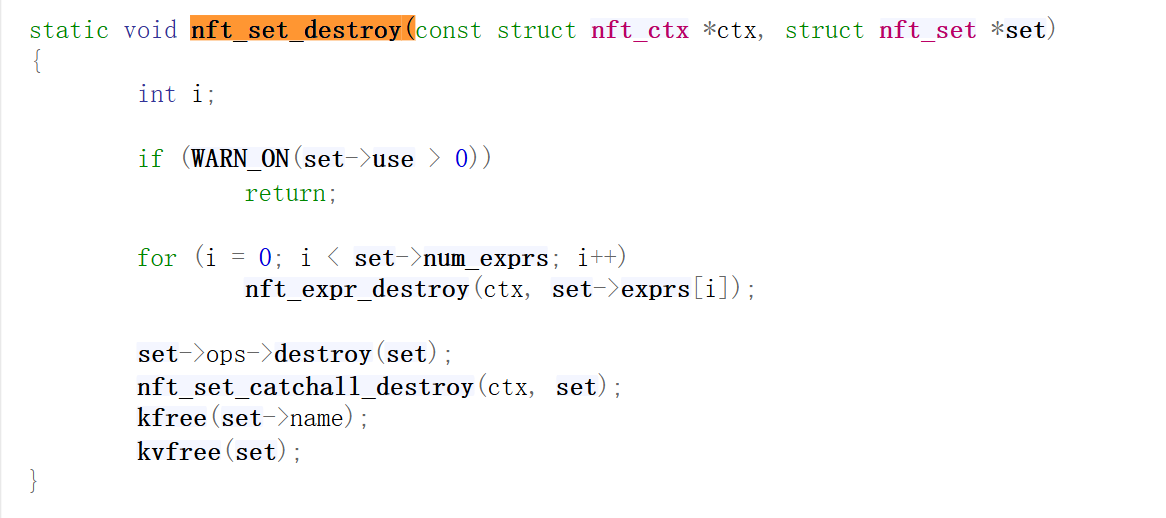 static void nft_set_destroy(const struct nft_ctx *ctx, struct nft_set *set)
{
int i;
if (WARN_ON(set->use > 0))
return;
for (i = 0; i < set->num_exprs; i++)
nft_expr_destroy(ctx, set->exprs[i]);
set->ops->destroy(set);
nft_set_catchall_destroy(ctx, set);
kfree(set->name);
kvfree(set);
}